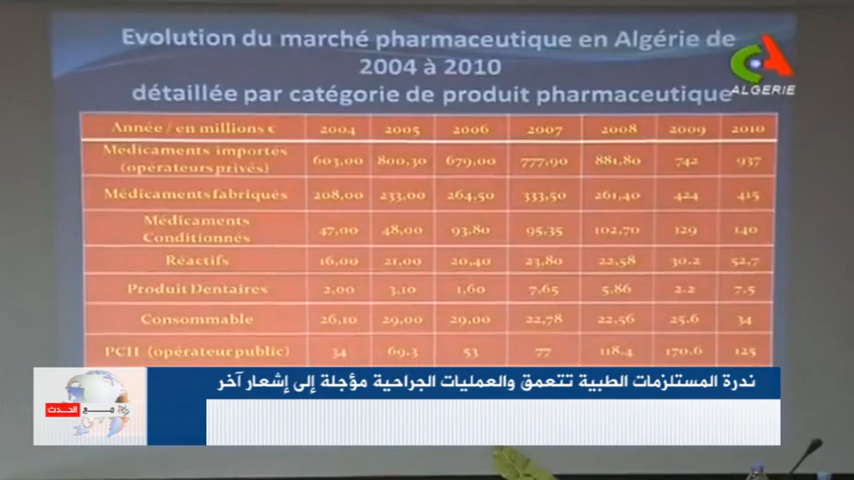 Evolution du marché pharmaceutique en Algérie de
2004 à 2010
détaillée par catégorie de produit pharmaceutique
ALGERIE
Année / en millions € 2004 2005 2006 2007 2008 2009 2010
Medicaments importés
(opérateurs privés) 603,00 800,30 679,00 777,90 881,80 742 937
Médicaments fabriqués 208,00 233,00 264,50 333,50 261,40 424 415
Médicaments
Conditionnés 47,00 48,00 93,80 95,35 102,70 129 140
Réactifs 16,00 21,00 20,40 23,80 22,58 30.2 52,7
Produit Dentaires 2,00 3,10 1,60 7,65 5,86 2.2 7.5
Consommable 26,10 29,00 29,00 22,78 22,56 25.6 34
PCH (opérateur public) 34 69.3 53 77 118.4 170.6 125
ندرة المستلزمات الطبية تتعمق والعمليات الجراحية مؤجلة إلى إشعار آخر
مع الحدث